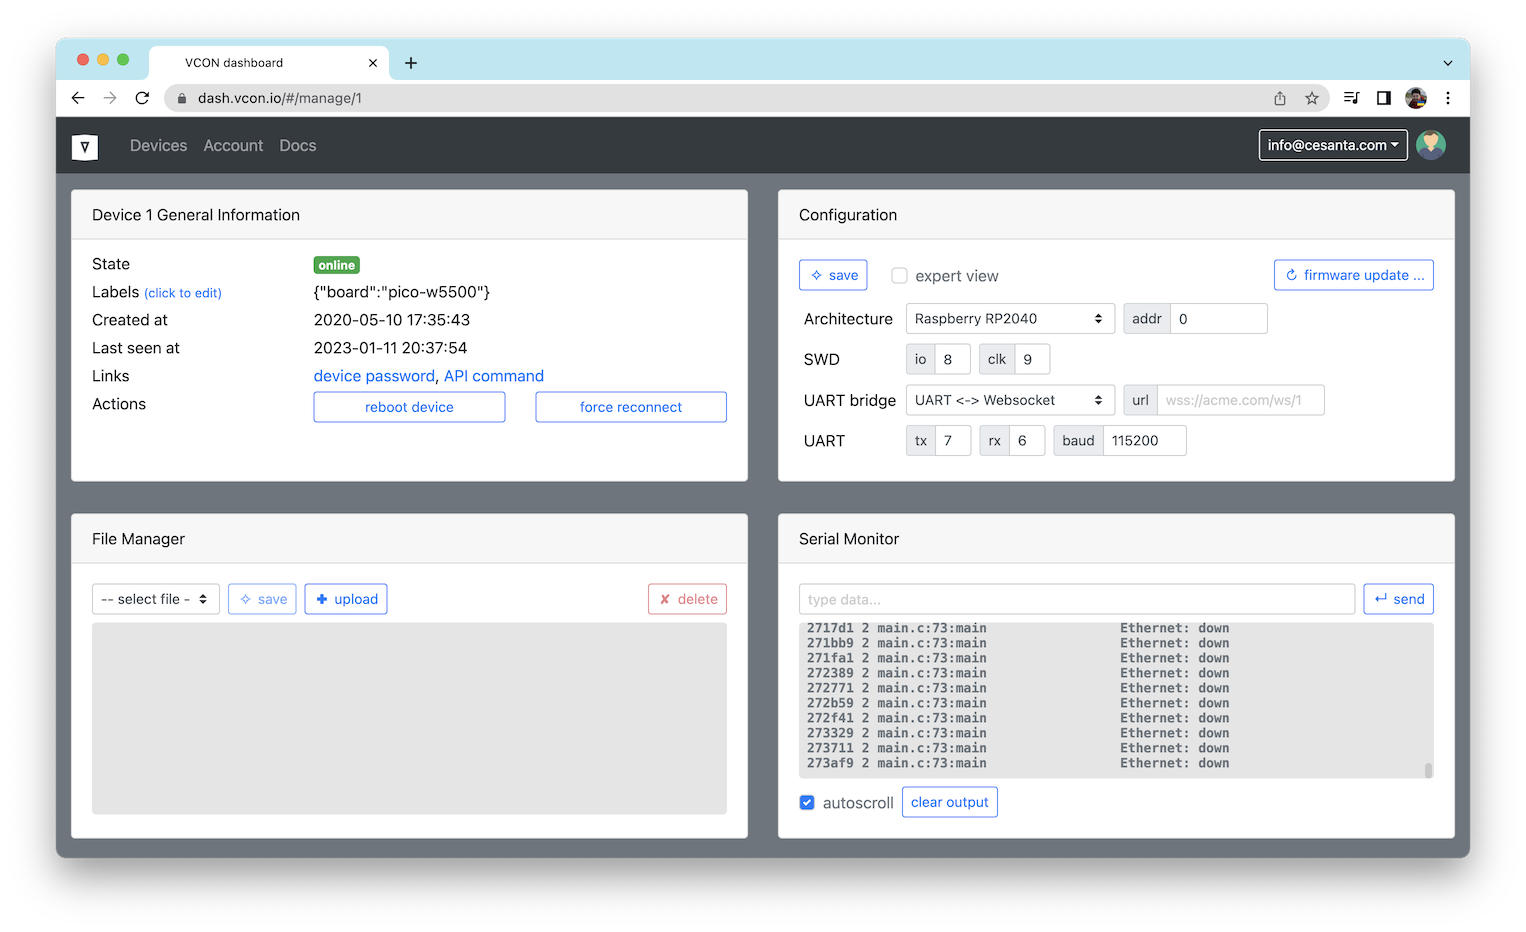 VCON dashboard
dash.vcon.io/#/manage/1
Devices Account Docs
info@cesanta.com
Device 1 General Information
State online
Labels (click to edit) {"board":"pico-w5500"}
Created at 2020-05-10 17:35:43
Last seen at 2023-01-11 20:37:54
Links device password, API command
Actions reboot device force reconnect
Configuration
save expert view firmware update ...
Architecture Raspberry RP2040 addr 0
SWD io 8 clk 9
UART bridge UART <-> Websocket url wss://acme.com/ws/1
UART tx 7 rx 6 baud 115200
File Manager
-- select file - save upload delete
Serial Monitor
type data... send
2717d1 2 main.c:73:main Ethernet: down
271bb9 2 main.c:73:main Ethernet: down
271fa1 2 main.c:73:main Ethernet: down
272389 2 main.c:73:main Ethernet: down
272771 2 main.c:73:main Ethernet: down
272b59 2 main.c:73:main Ethernet: down
272f41 2 main.c:73:main Ethernet: down
273329 2 main.c:73:main Ethernet: down
273711 2 main.c:73:main Ethernet: down
273af9 2 main.c:73:main Ethernet: down
autoscroll clear output